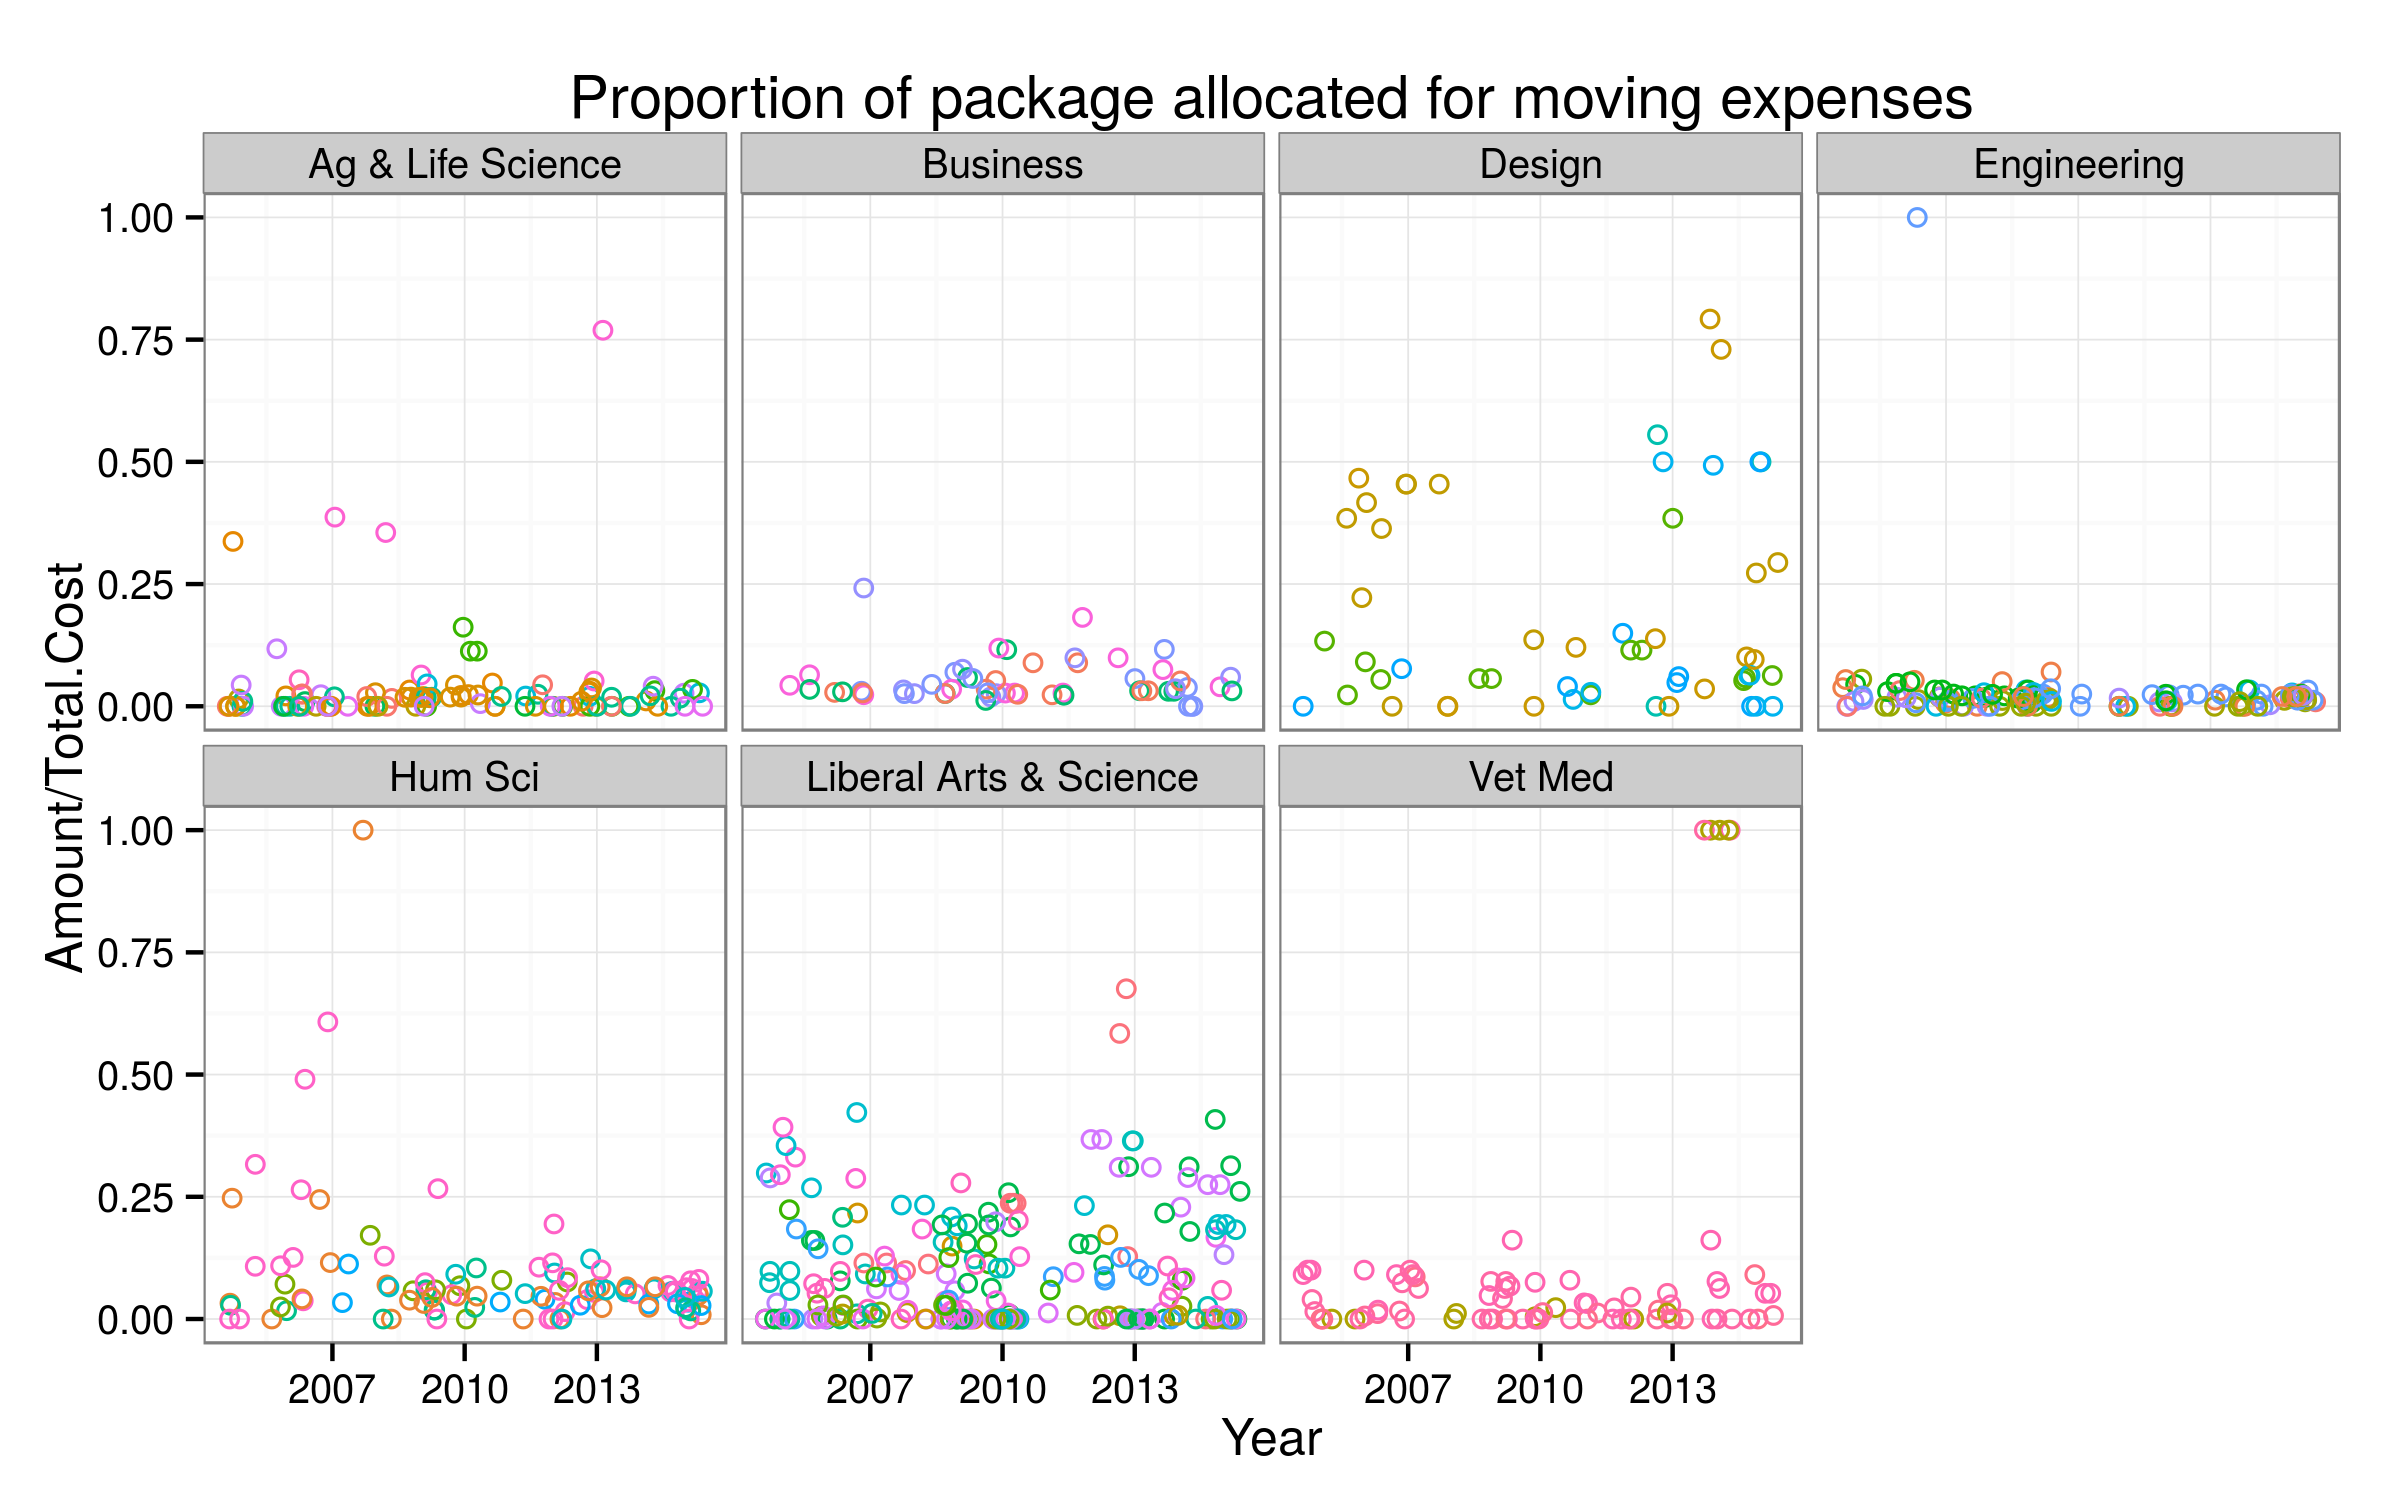 Proportion of package allocated for moving expenses
Ag & Life Science
Business
Design
Engineering
1.00
0.75
0.50
0.25
0.00
Hum Sci
Liberal Arts & Science
Vet Med
1.00
0.75
0.50
0.25
0.00
Amount/Total.Cost
2007 2010 2013
2007 2010 2013
2007 2010 2013
Year